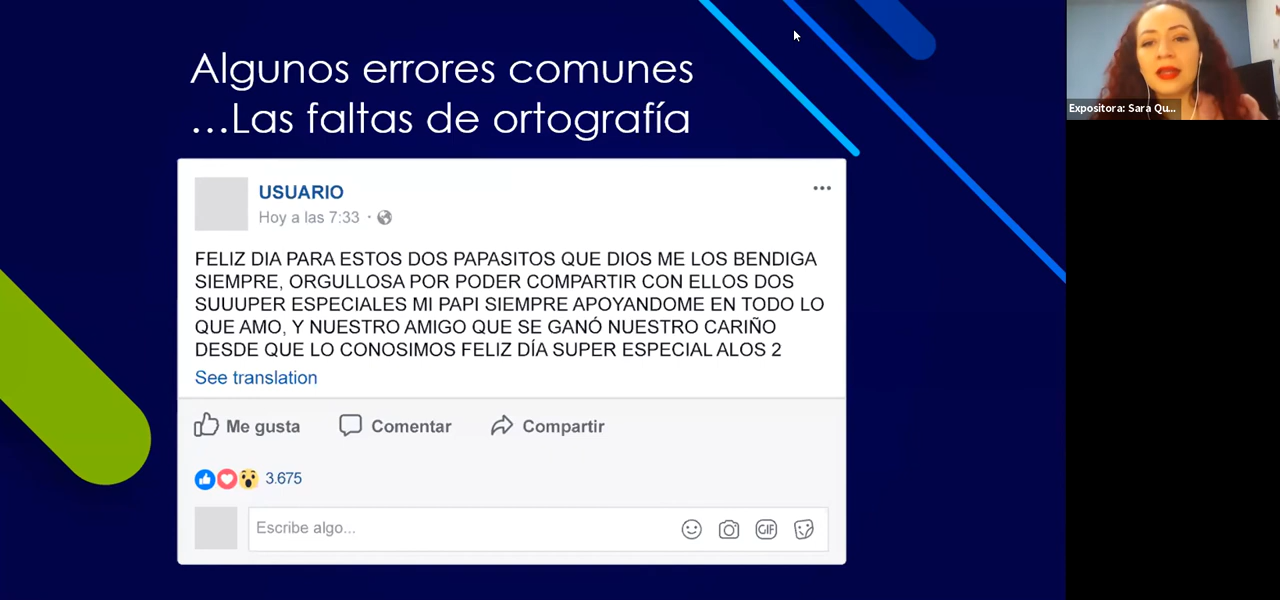 Algunos errores comunes
...Las faltas de ortografía
USUARIO
Hoy a las 7:33 ·
FELIZ DIA PARA ESTOS DOS PAPASITOS QUE DIOS ME LOS BENDIGA
SIEMPRE, ORGULLOSA POR PODER COMPARTIR CON ELLOS DOS
SUUUPER ESPECIALES MI PAPI SIEMPRE APOYANDOME EN TODO LO
QUE AMO, Y NUESTRO AMIGO QUE SE GANÓ NUESTRO CARIÑO
DESDE QUE LO CONOSIMOS FELIZ DÍA SUPER ESPECIAL ALOS 2
See translation
Me gusta Comentar Compartir
3.675
Escribe algo...
GIF
Expositora: Sara Qu...